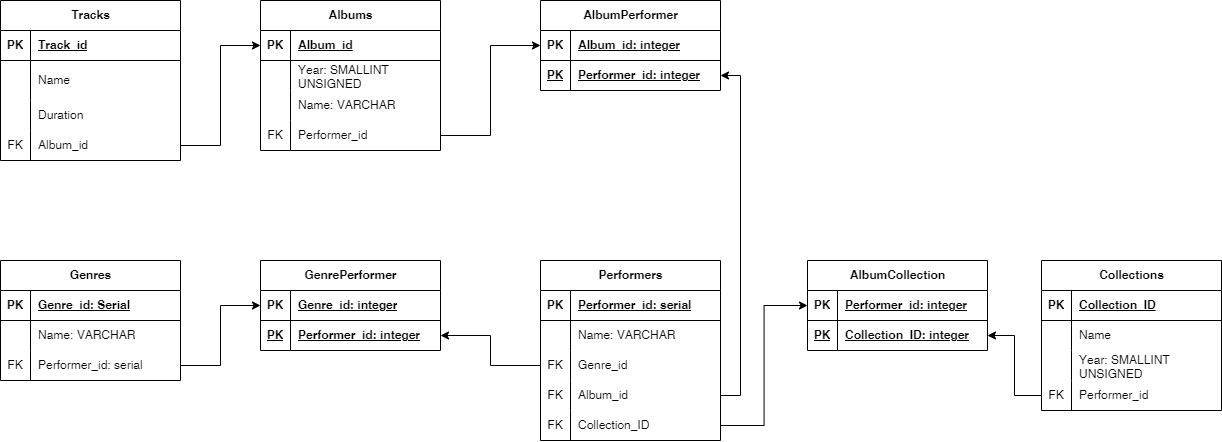 Tracks
PK Track_id
Name
Duration
FK Album_id
Albums
PK Album_id
Year: SMALLINT
UNSIGNED
Name: VARCHAR
FK Performer_id
AlbumPerformer
PK Album_id: integer
PK Performer_id: integer
Genres
PK Genre_id: Serial
Name: VARCHAR
FK Performer_id: serial
GenrePerformer
PK Genre_id: integer
PK Performer_id: integer
Performers
PK Performer_id: serial
Name: VARCHAR
FK Genre_id
FK Album_id
FK Collection_ID
AlbumCollection
PK Performer_id: integer
PK Collection_ID: integer
Collections
PK Collection_ID
Name
Year: SMALLINT
UNSIGNED
FK Performer_id